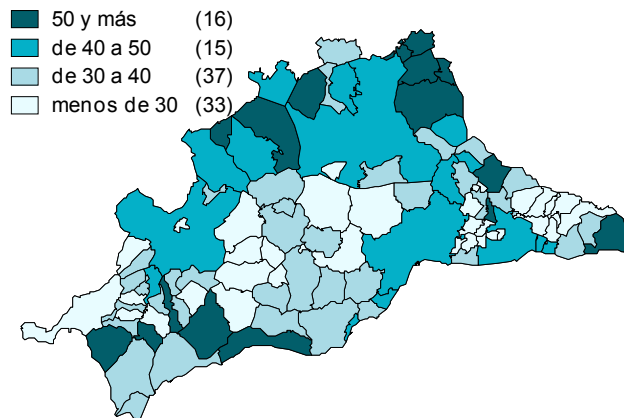 50 y más (16)
de 40 a 50 (15)
de 30 a 40 (37)
menos de 30 (33)